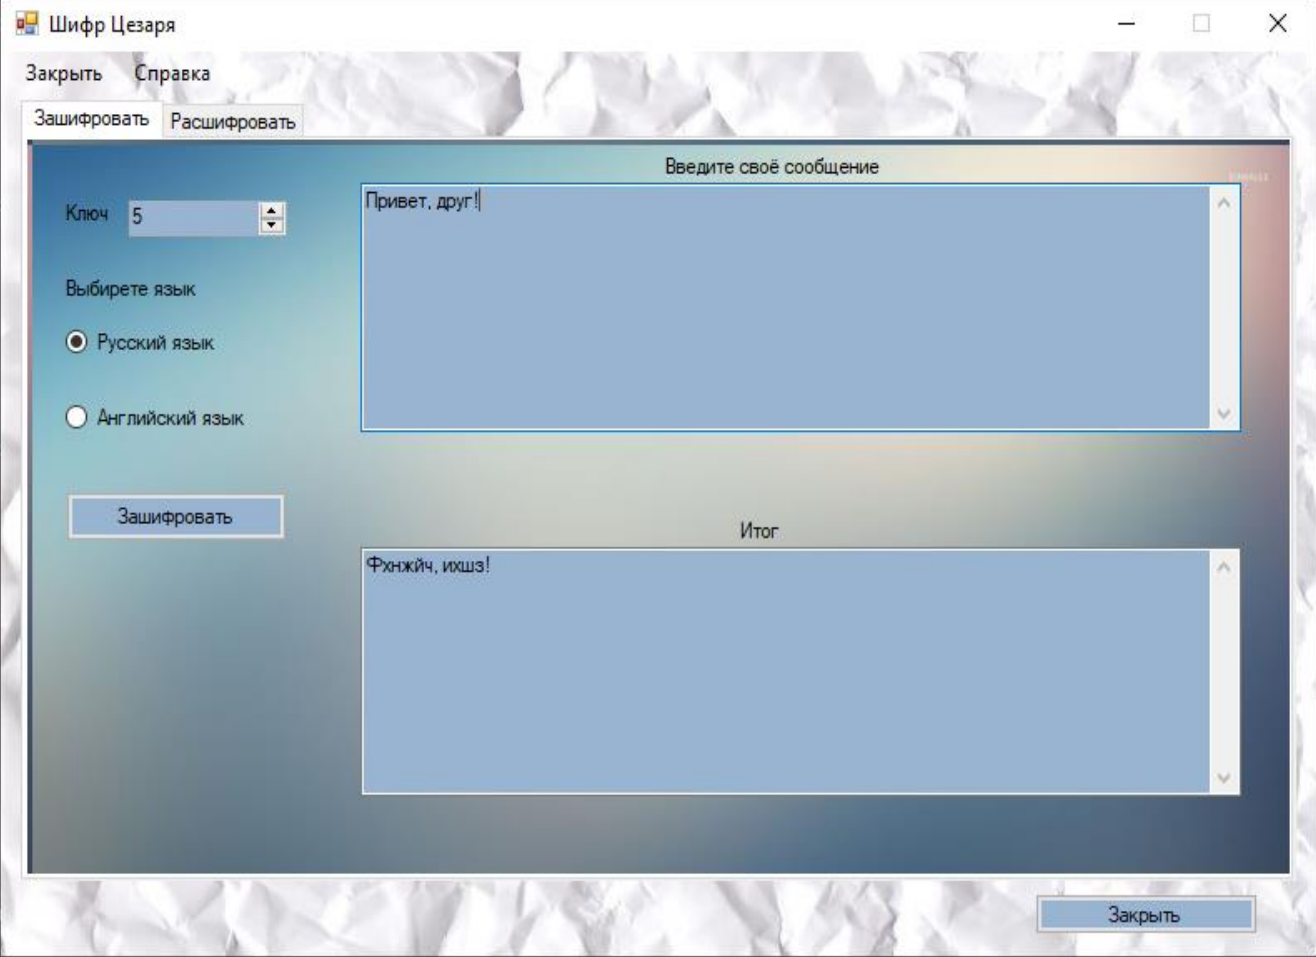 Шифр Цезаря
Закрыть Справка
Зашифровать Расшифровать
Введите своё сообщение
Ключ 5
Привет, друг!
Выбирете язык
Русский язык
Английский язык
Зашифровать
Итог
Фхнжйч, ихшз!
Закрыть